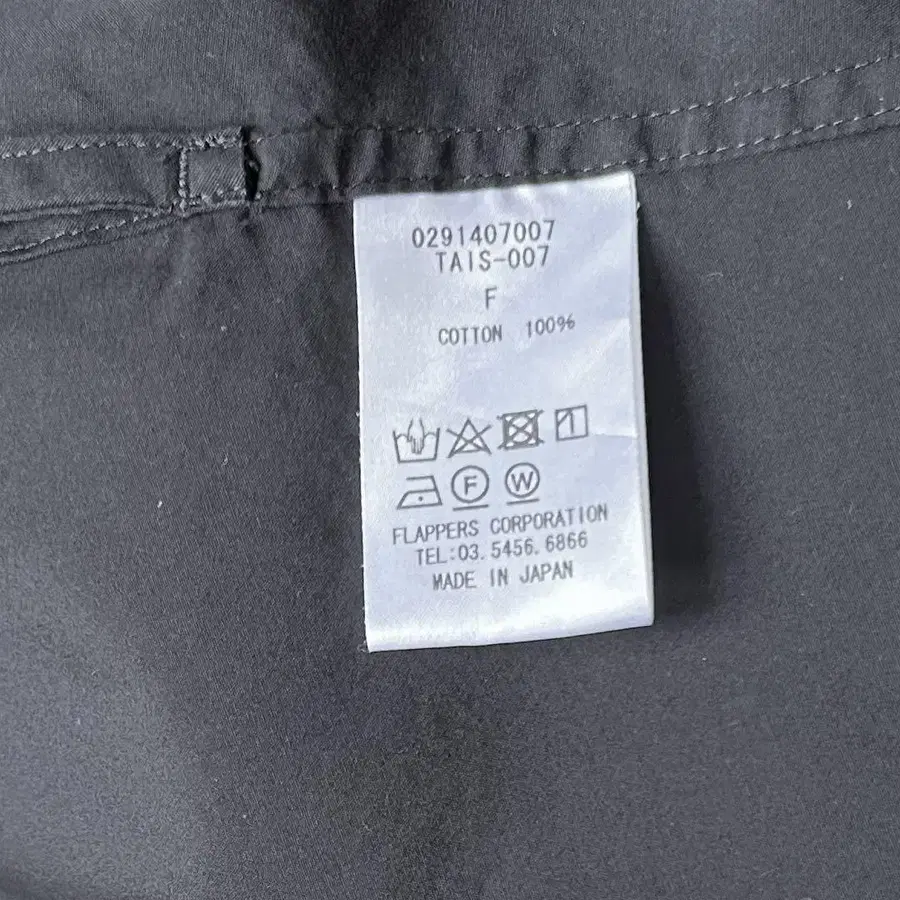 0291407007
TAIS-007
F
COTTON 100%
F W
FLAPPERS CORPORATION
TEL:03. 5456. 6866
MADE IN JAPAN